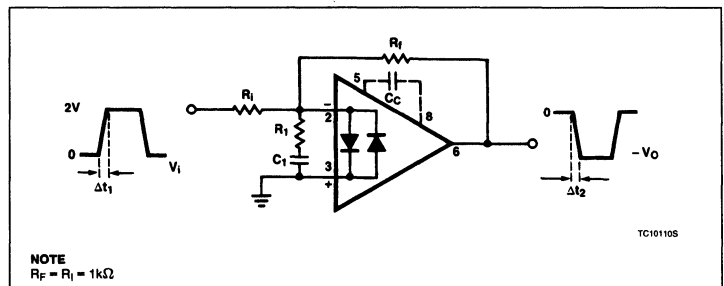 Rf
5
CC
8
2V
Ri
−
2
R1
6
0
0
Vi
C1
3
+
− VO
Δt1
Δt2
TC10110S
NOTE
RF = RI = 1kΩ